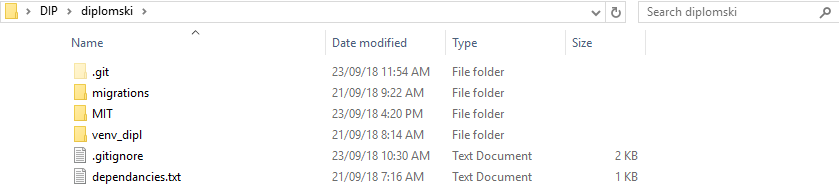 DIP diplomski Search diplomski
Name Date modified Type Size
.git 23/09/18 11:54 AM File folder
migrations 21/09/18 9:22 AM File folder
MIT 23/09/18 4:20 PM File folder
venv_dipl 21/09/18 8:14 AM File folder
.gitignore 23/09/18 10:30 AM Text Document 2 KB
dependancies.txt 21/09/18 7:16 AM Text Document 1 KB